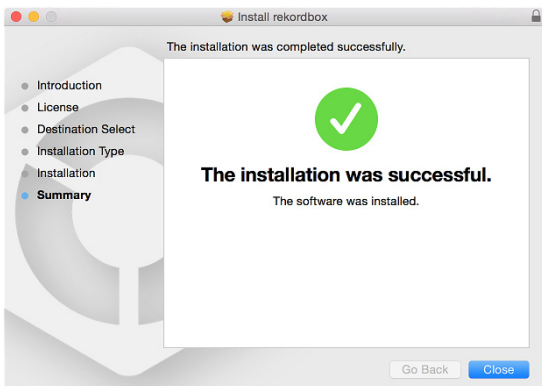 Install rekordbox
The installation was completed successfully.
Introduction
License
Destination Select
Installation Type
Installation
Summary
The installation was successful.
The software was installed.
Go Back
Close